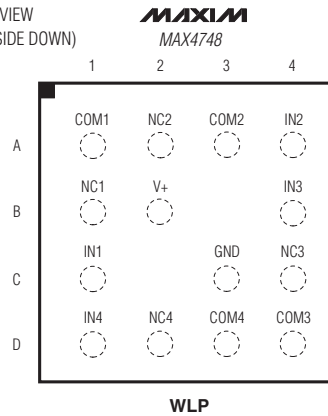 VIEW
SIDE DOWN)
MAXIM
MAX4748
1 2 3 4
COM1 NC2 COM2 IN2
A
NC1 V+ IN3
B
IN1 GND NC3
C
IN4 NC4 COM4 COM3
D
WLP